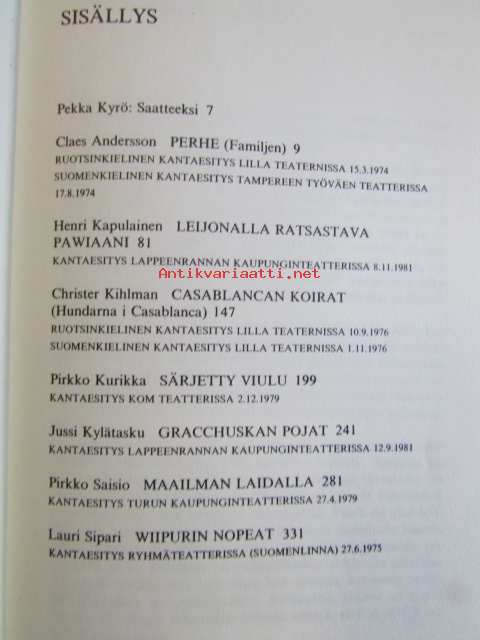 SISÄLLYS
Pekka Kyrö: Saatteeksi 7
Claes Andersson PERHE (Familjen) 9
RUOTSINKIELINEN KANTAESITYS LILLA TEATERNISSA 15.3.1974
SUOMENKIELINEN KANTAESITYS TAMPEREEN TYÖVÄEN TEATTERISSA
17.8.1974
Henri Kapulainen LEIJONALLA RATSASTAVA
PAWIAANI 81
KANTAESITYS LAPPEENRANNAN KAUPUNGINTEATTERISSA 8.11.1981
Antikvariaatti.net
Christer Kihlman CASABLANCAN KOIRAT
(Hundarna i Casablanca) 147
RUOTSINKIELINEN KANTAESITYS LILLA TEATERNISSA 10.9.1976
SUOMENKIELINEN KANTAESITYS LILLA TEATERNISSA 1.11.1976
Pirkko Kurikka SÄRJETTY VIULU 199
KANTAESITYS KOM TEATTERISSA 2.12.1979
Jussi Kylätasku GRACCHUSKAN POJAT 241
KANTAESITYS LAPPEENRANNAN KAUPUNGINTEATTERISSA 12.9.1981
Pirkko Saisio MAAILMAN LAIDALLA 281
KANTAESITYS TURUN KAUPUNGINTEATTERISSA 27.4.1979
Lauri Sipari WIIPURIN NOPEAT 331
KANTAESITYS RYHMÄTEATTERISSA (SUOMENLINNA) 27.6.1975